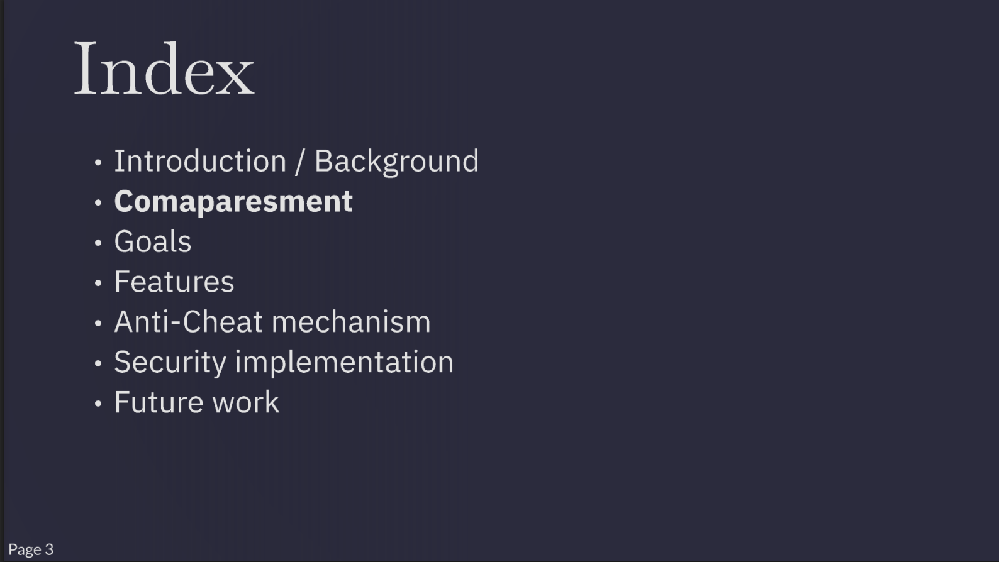 Index
• Introduction / Background
• Comaparesment
• Goals
• Features
• Anti-Cheat mechanism
• Security implementation
• Future work
Page 3